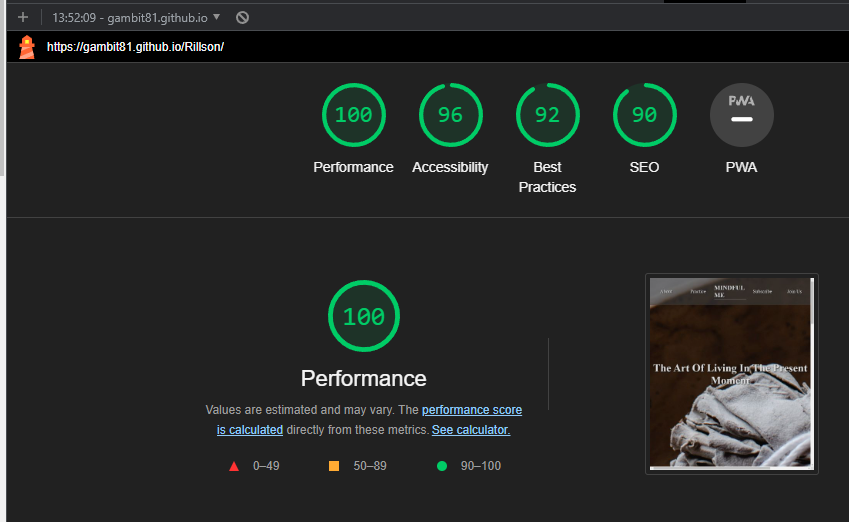 13:52:09 - gambit81.github.io
https://gambit81.github.io/Rillson/
100
96
92
90
PWA
Performance
Accessibility
Best
Practices
SEO
PWA
100
Performance
Values are estimated and may vary. The performance score
is calculated directly from these metrics. See calculator.
0–49
50–89
90–100
Practice
MINDFUL
ME
Subscribe
Join Us
The Art Of Living In The Present
Moment